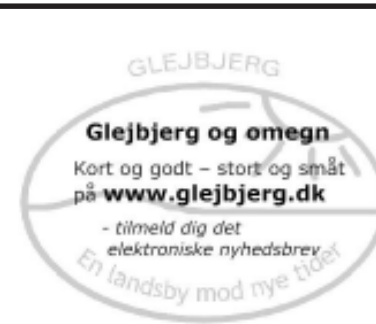 GLEJBJERG
Glejbjerg og omegn
Kort og godt – stort og småt
på www.glejbjerg.dk
- tilmeld dig det
elektroniske nyhedsbrev
En landsby mod nye tider